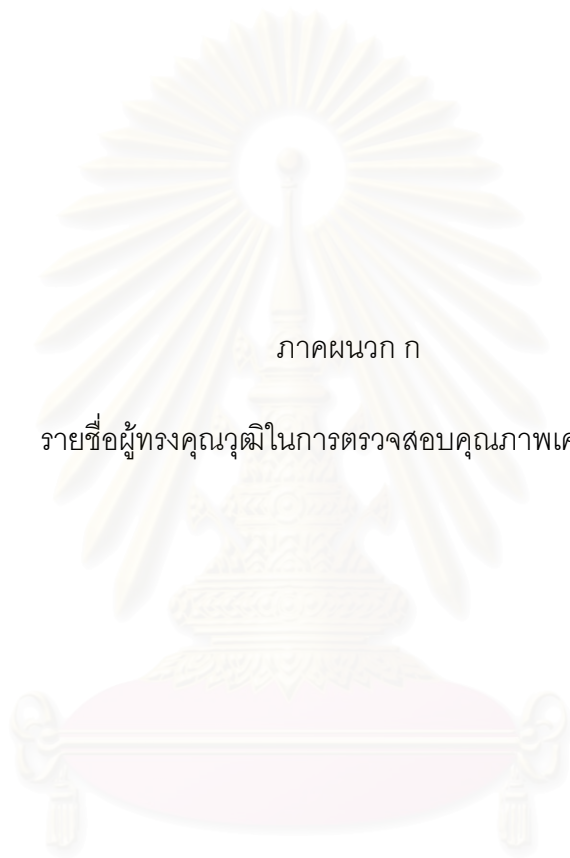 ภาคผนวก ก
รายชื่อผู้ทรงคุณวุฒิในการตรวจสอบคุณภาพ